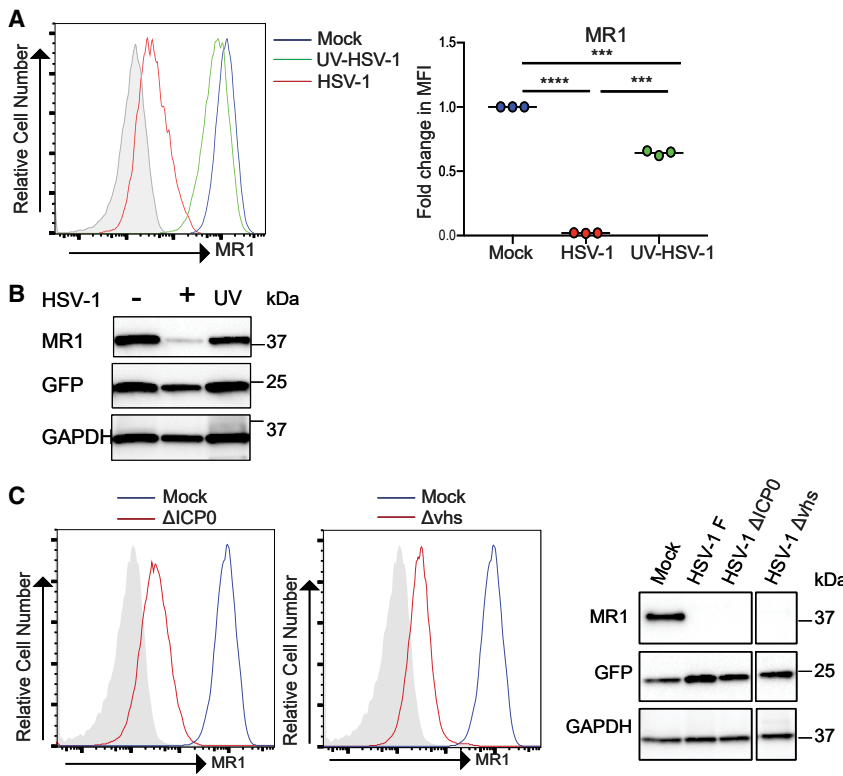 A
Relative Cell Number
MR1
Mock
UV-HSV-1
HSV-1
MR1
Fold change in MFI
1.5
1.0
0.5
0.0
***
**** ***
Mock HSV-1 UV-HSV-1
B
HSV-1 - + UV kDa
MR1 37
GFP 25
GAPDH 37
C
Mock
ΔICP0
Relative Cell Number
MR1
Mock
Δvhs
Relative Cell Number
MR1
Mock HSV-1 F HSV-1 ΔICP0 HSV-1 Δvhs kDa
MR1 37
GFP 25
GAPDH 37